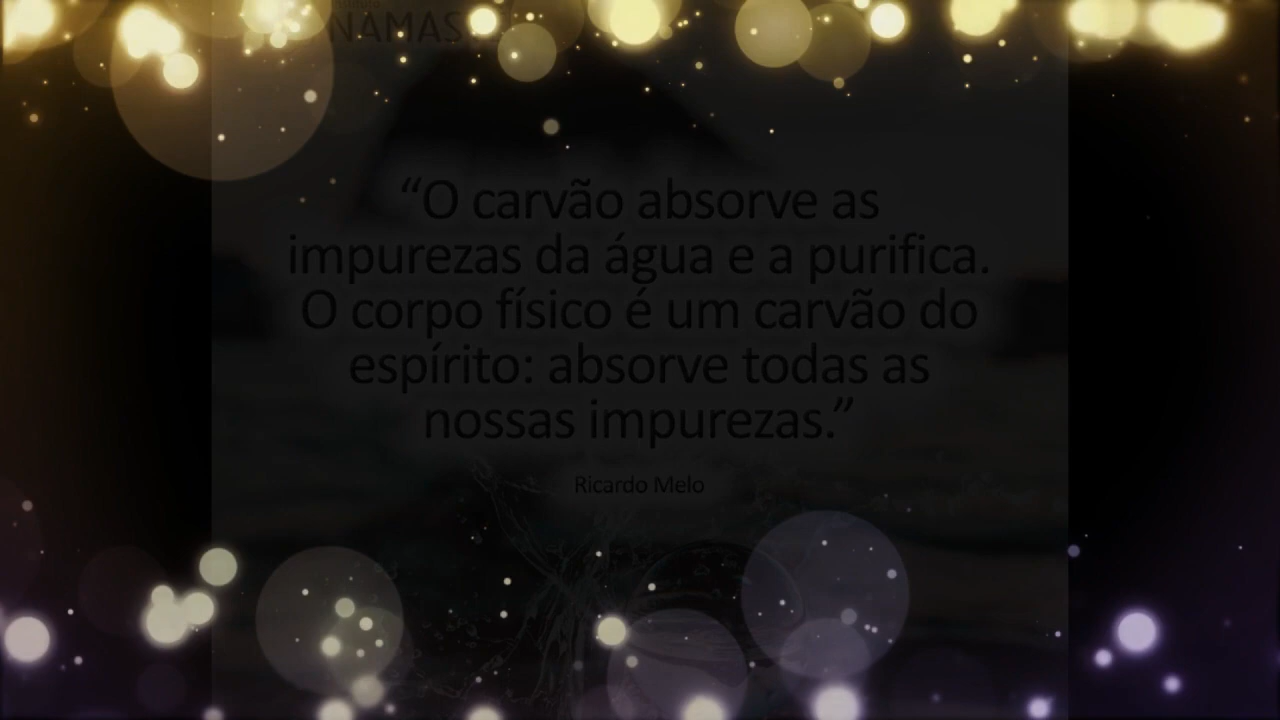 NAMAS
“O carvão absorve as
impurezas da água e a purifica.
O corpo físico é um carvão do
espírito: absorve todas as
nossas impurezas.”
Ricardo Melo